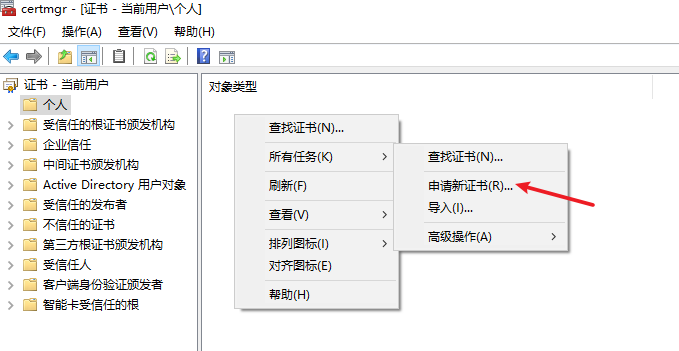 certmgr - [证书 - 当前用户\个人]
文件(F) 操作(A) 查看(V) 帮助(H)
证书 - 当前用户
个人
受信任的根证书颁发机构
企业信任
中间证书颁发机构
Active Directory 用户对象
受信任的发布者
不信任的证书
第三方根证书颁发机构
受信任人
客户端身份验证颁发者
智能卡受信任的根
对象类型
查找证书(N)...
所有任务(K)
刷新(F)
查看(V)
排列图标(I)
对齐图标(E)
帮助(H)
查找证书(N)...
申请新证书(R)...
导入(I)...
高级操作(A)